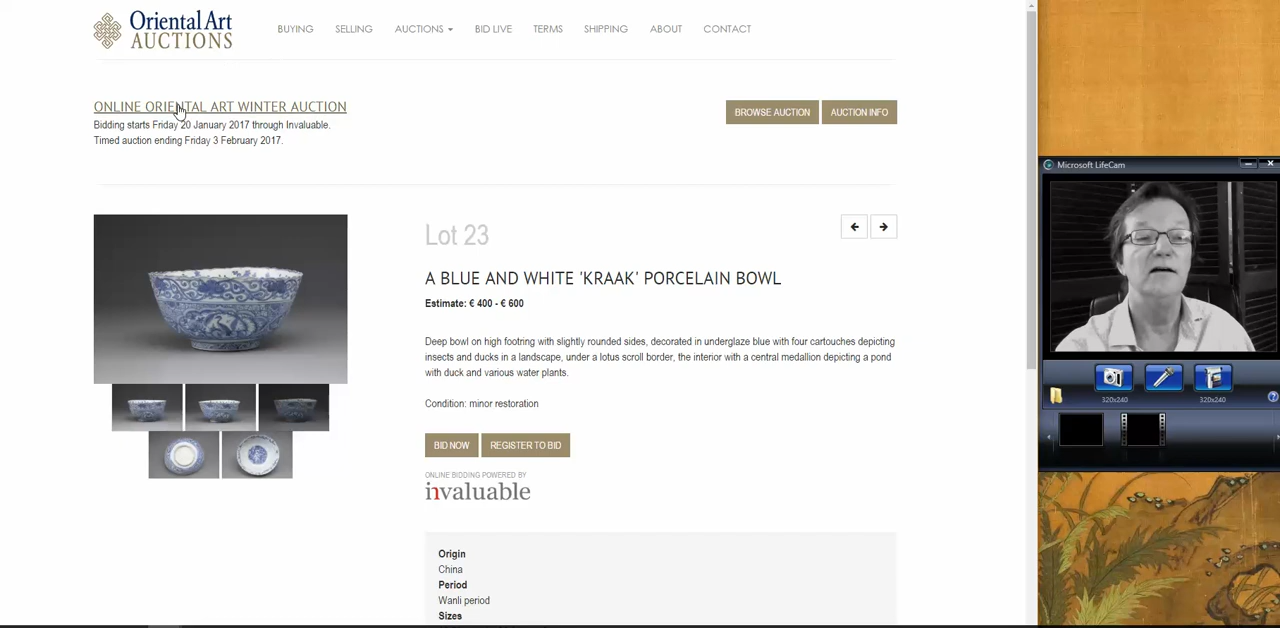 Oriental Art
AUCTIONS
BUYING
SELLING
AUCTIONS
BID LIVE
TERMS
SHIPPING
ABOUT
CONTACT
ONLINE ORIENTAL ART WINTER AUCTION
Bidding starts Friday 20 January 2017 through Invaluable.
Timed auction ending Friday 3 February 2017.
BROWSE AUCTION
AUCTION INFO
Microsoft LifeCam
Lot 23
A BLUE AND WHITE 'KRAAK' PORCELAIN BOWL
Estimate: € 400 - € 600
Deep bowl on high footring with slightly rounded sides, decorated in underglaze blue with four cartouches depicting
insects and ducks in a landscape, under a lotus scroll border, the interior with a central medallion depicting a pond
with duck and various water plants.
Condition: minor restoration
BID NOW
REGISTER TO BID
ONLINE BIDDING POWERED BY
invaluable
320x240
320x240
Origin
China
Period
Wanli period
Sizes